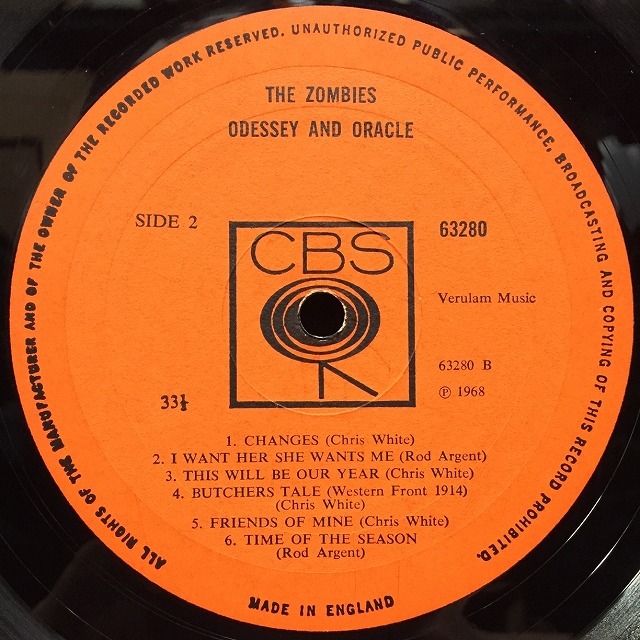 ALL RIGHTS OF THE MANUFACTURER AND OF THE OWNER OF THE RECORDED WORK RESERVED. UNAUTHORIZED PUBLIC PERFORMANCE, BROADCASTING AND COPYING OF THIS RECORD PROHIBITED.
THE ZOMBIES
ODESSEY AND ORACLE
SIDE 2
63280
CBS
Verulam Music
63280 B
℗ 1968
33⅓
1. CHANGES (Chris White)
2. I WANT HER SHE WANTS ME (Rod Argent)
3. THIS WILL BE OUR YEAR (Chris White)
4. BUTCHERS TALE (Western Front 1914)
(Chris White)
5. FRIENDS OF MINE (Chris White)
6. TIME OF THE SEASON
(Rod Argent)
MADE IN ENGLAND